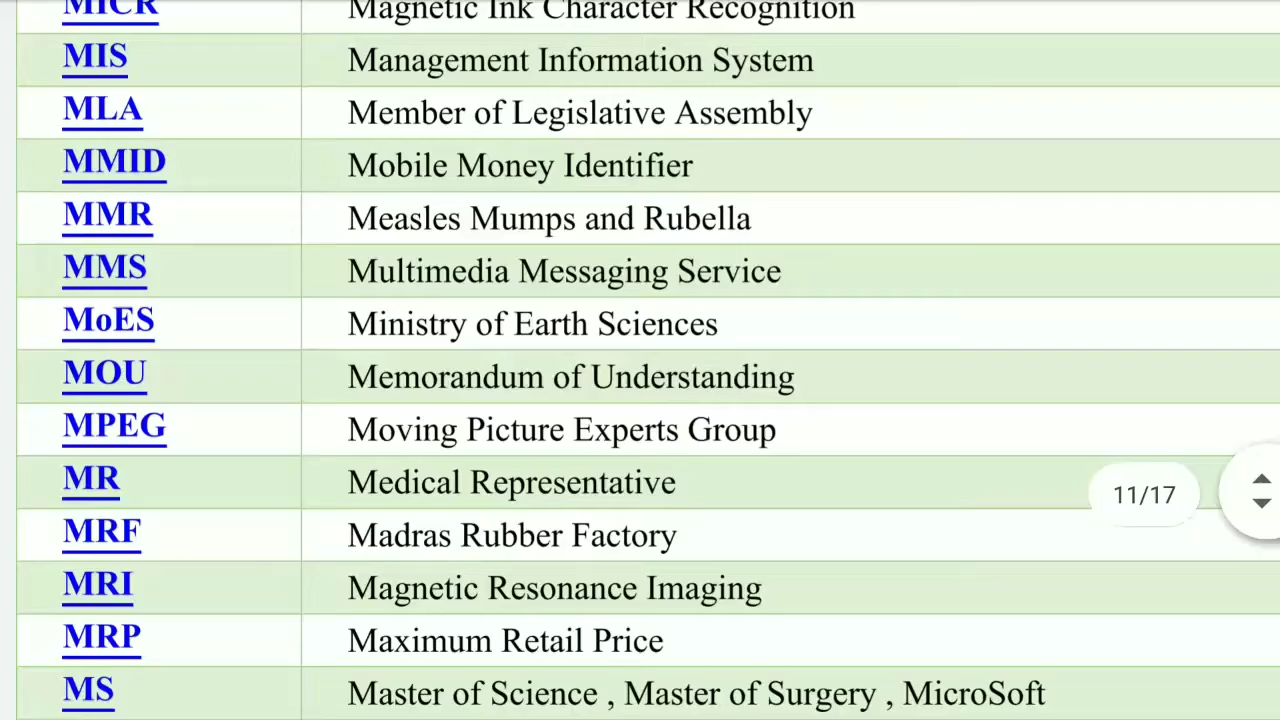 MICR Magnetic Ink Character Recognition
MIS Management Information System
MLA Member of Legislative Assembly
MMID Mobile Money Identifier
MMR Measles Mumps and Rubella
MMS Multimedia Messaging Service
MoES Ministry of Earth Sciences
MOU Memorandum of Understanding
MPEG Moving Picture Experts Group
MR Medical Representative
11/17
MRF Madras Rubber Factory
MRI Magnetic Resonance Imaging
MRP Maximum Retail Price
MS Master of Science , Master of Surgery , MicroSoft